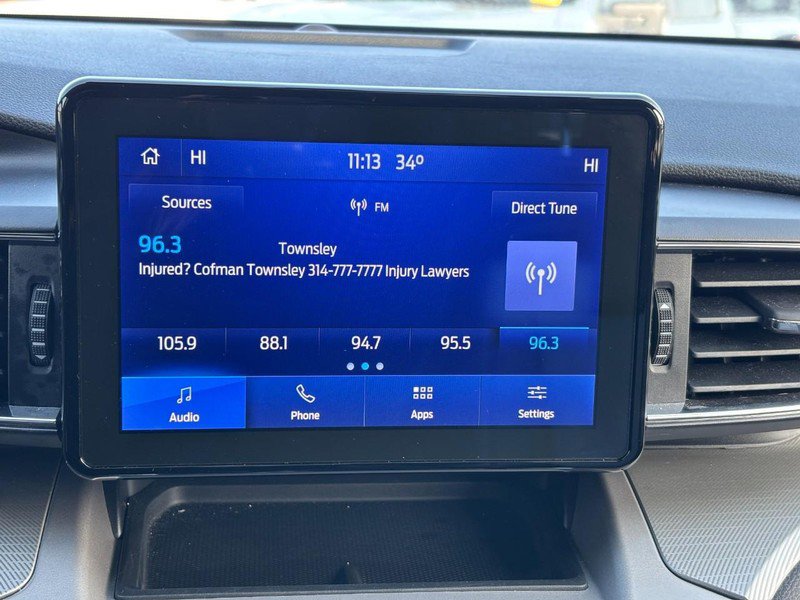 HI 11:13 34° HI
Sources FM Direct Tune
96.3 Townsley
Injured? Cofman Townsley 314-777-7777 Injury Lawyers
105.9 88.1 94.7 95.5 96.3
Audio Phone Apps Settings